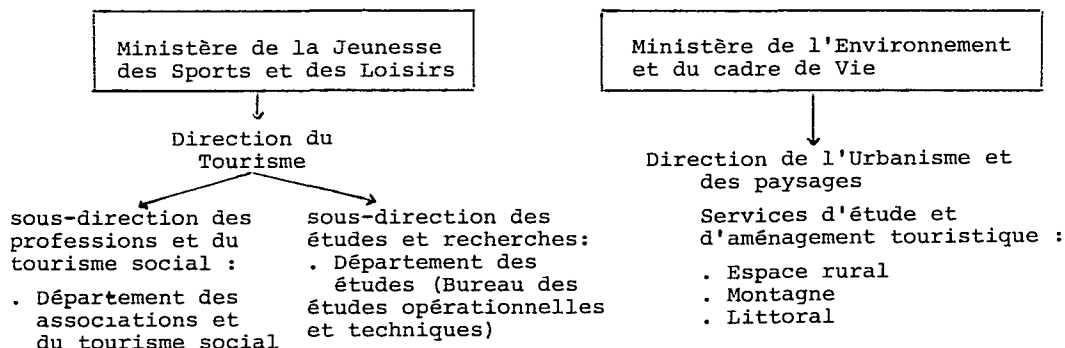 Ministère de la Jeunesse
des Sports et des Loisirs
Direction du
Tourisme
sous-direction des
professions et du
tourisme social :
. Département des
associations et
du tourisme social
sous-direction des
études et recherches:
. Département des
études (Bureau des
études opérationnelles
et techniques)
Ministère de l'Environnement
et du cadre de Vie
Direction de l'Urbanisme et
des paysages
Services d'étude et
d'aménagement touristique :
. Espace rural
. Montagne
. Littoral